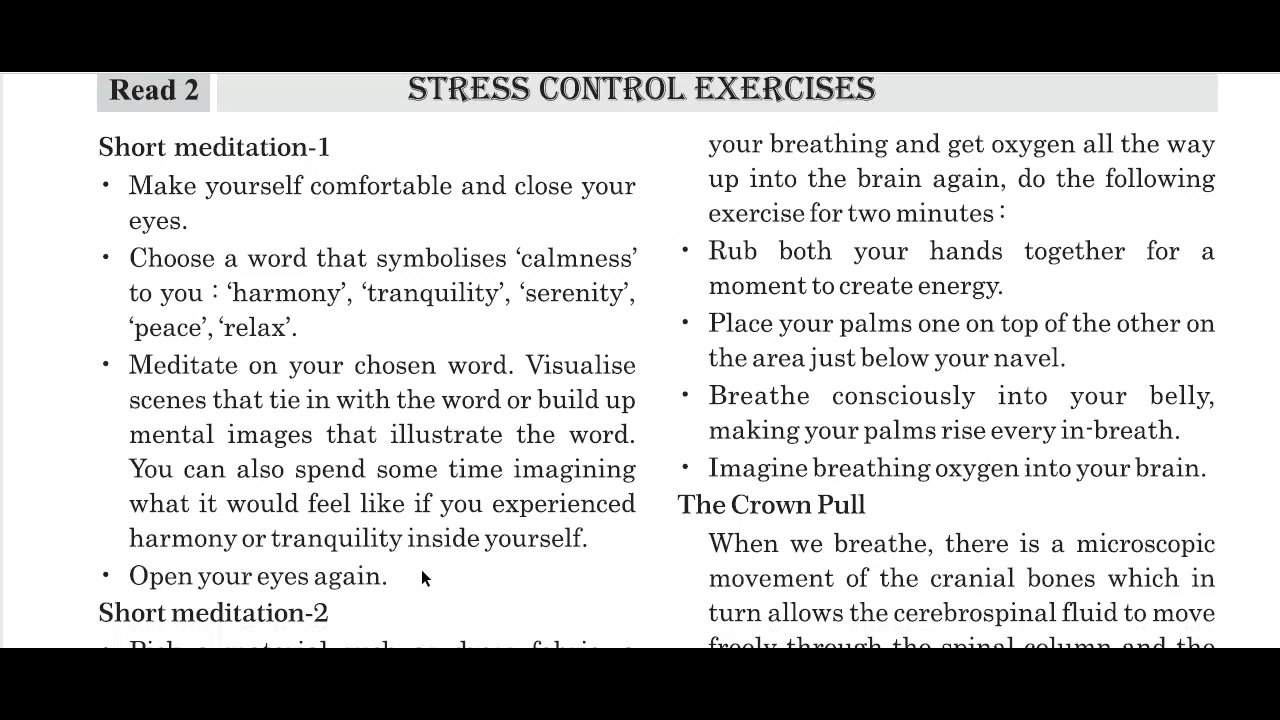 Read 2
STRESS CONTROL EXERCISES
Short meditation-1
• Make yourself comfortable and close your
eyes.
• Choose a word that symbolises ‘calmness’
to you : ‘harmony’, ‘tranquility’, ‘serenity’,
‘peace’, ‘relax’.
• Meditate on your chosen word. Visualise
scenes that tie in with the word or build up
mental images that illustrate the word.
You can also spend some time imagining
what it would feel like if you experienced
harmony or tranquility inside yourself.
• Open your eyes again.
Short meditation-2
your breathing and get oxygen all the way
up into the brain again, do the following
exercise for two minutes :
• Rub both your hands together for a
moment to create energy.
• Place your palms one on top of the other on
the area just below your navel.
• Breathe consciously into your belly,
making your palms rise every in-breath.
• Imagine breathing oxygen into your brain.
The Crown Pull
When we breathe, there is a microscopic
movement of the cranial bones which in
turn allows the cerebrospinal fluid to move
freely through the spinal column and the